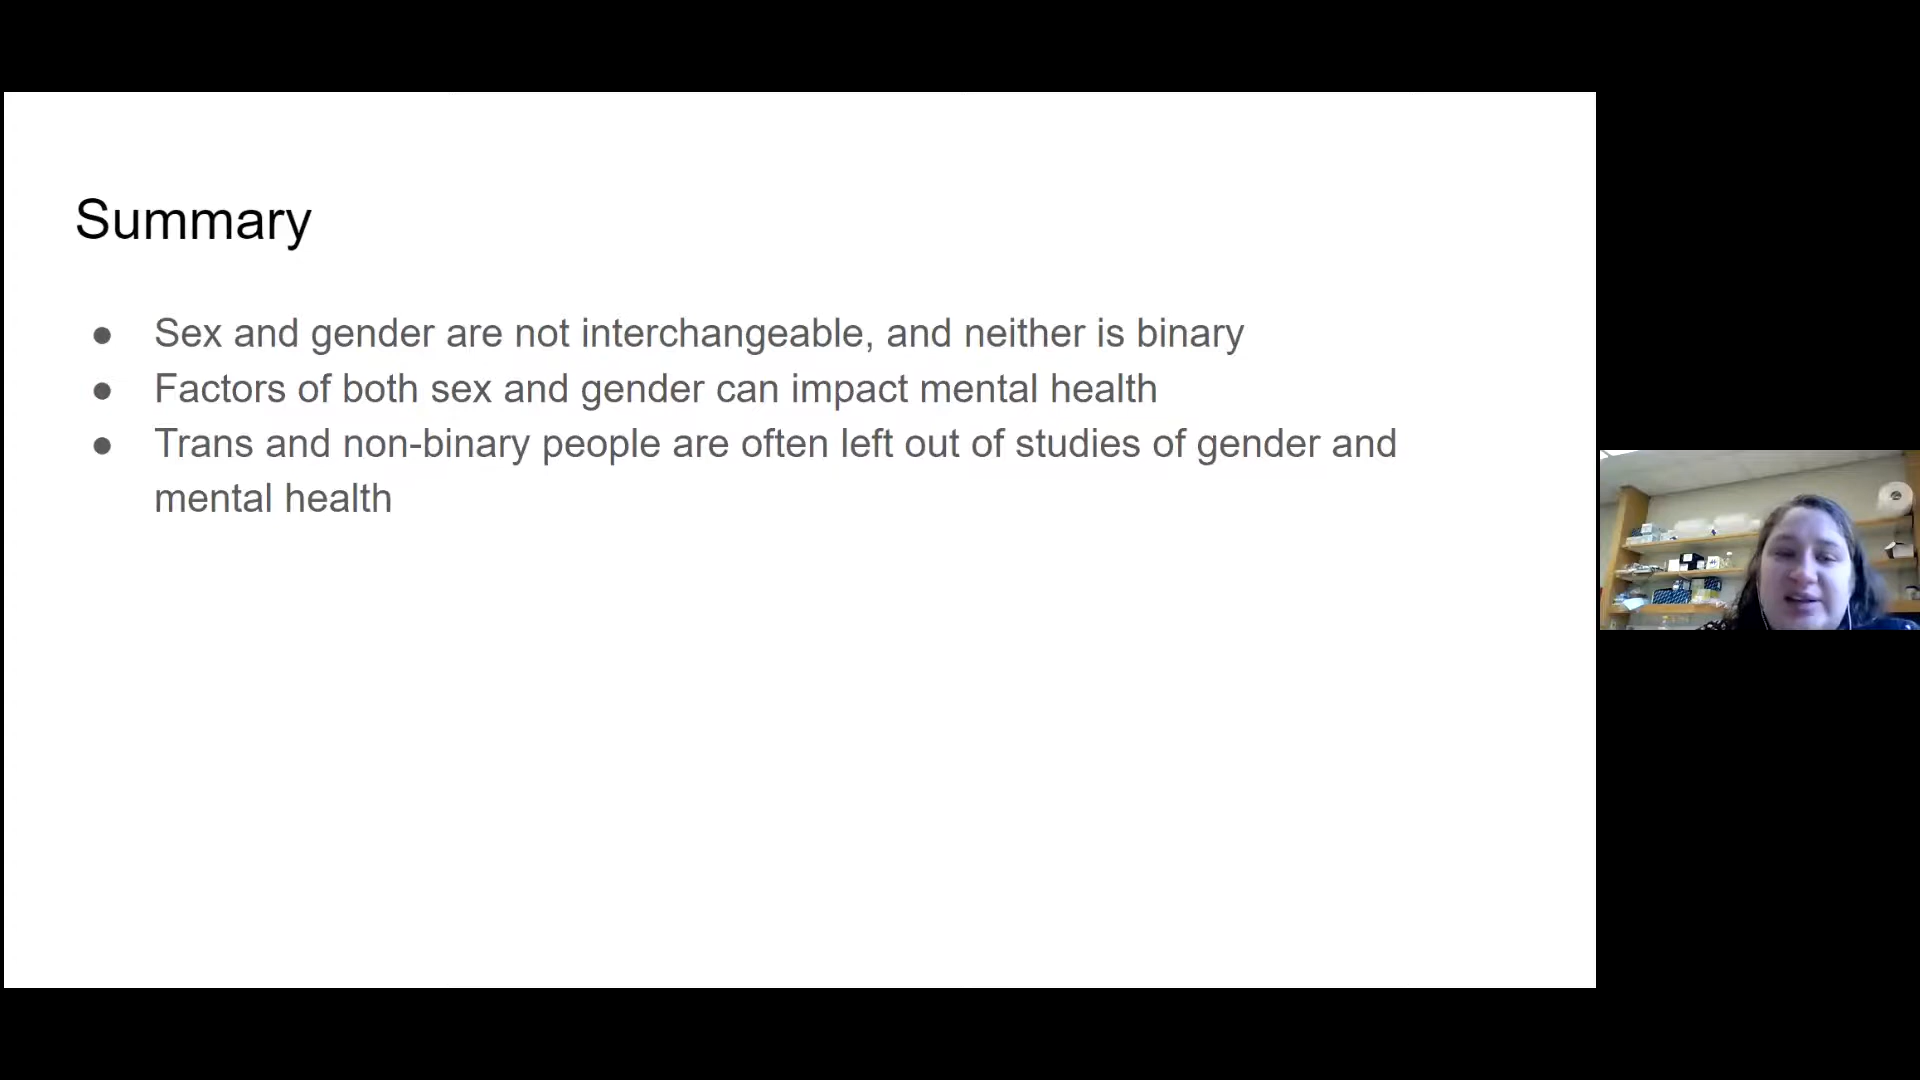 Summary
● Sex and gender are not interchangeable, and neither is binary
● Factors of both sex and gender can impact mental health
● Trans and non-binary people are often left out of studies of gender and
mental health